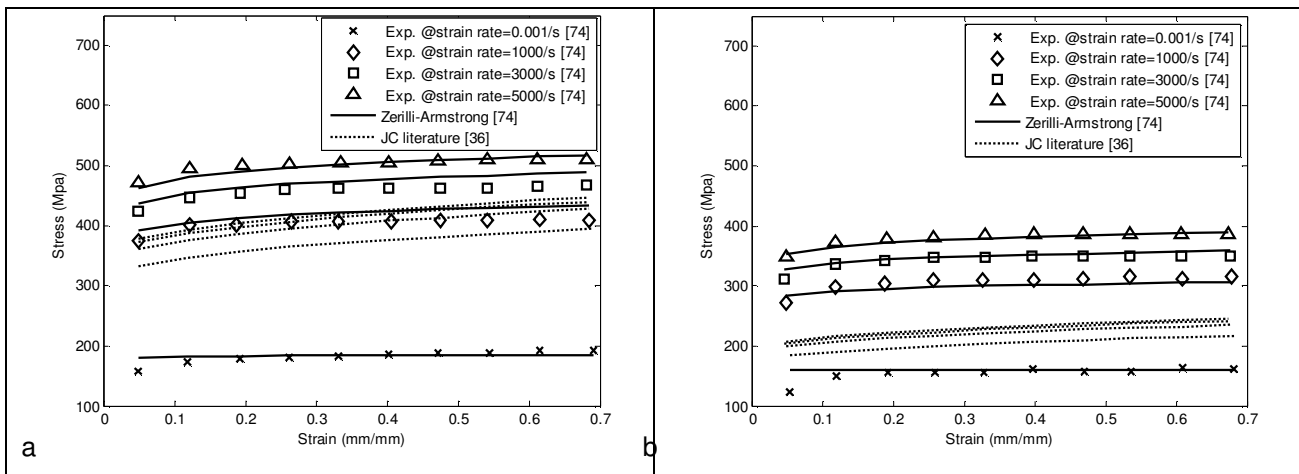 700
600
500
400
300
200
100
Stress (Mpa)
0
0.1
0.2
0.3
0.4
0.5
0.6
0.7
Strain (mm/mm)
Exp. @strain rate=0.001/s [74]
Exp. @strain rate=1000/s [74]
Exp. @strain rate=3000/s [74]
Exp. @strain rate=5000/s [74]
Zerilli-Armstrong [74]
JC literature [36]
a
700
600
500
400
300
200
100
Stress (Mpa)
0
0.1
0.2
0.3
0.4
0.5
0.6
0.7
Strain (mm/mm)
Exp. @strain rate=0.001/s [74]
Exp. @strain rate=1000/s [74]
Exp. @strain rate=3000/s [74]
Exp. @strain rate=5000/s [74]
Zerilli-Armstrong [74]
JC literature [36]
b